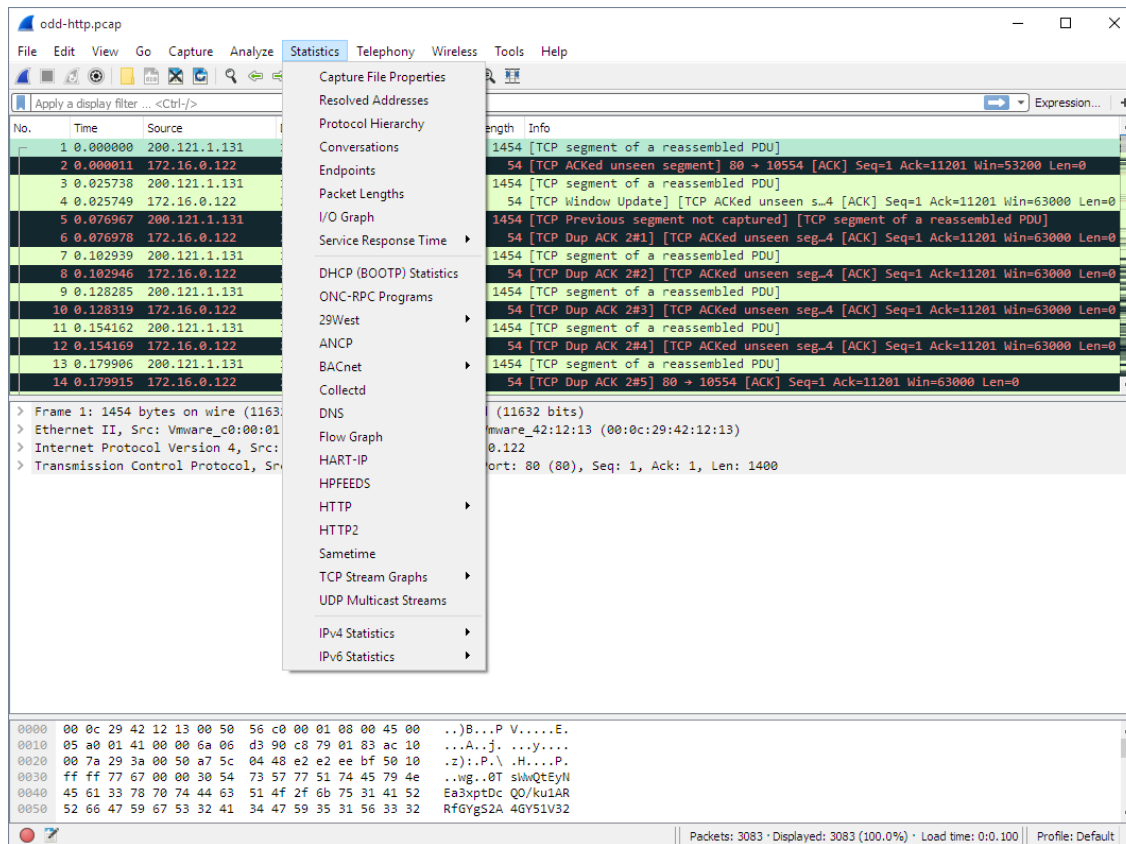 odd-http.pcap
File Edit View Go Capture Analyze Statistics Telephony Wireless Tools Help
Apply a display filter ... <Ctrl-/> Expression... +
No. Time Source ength Info
1 0.000000 200.121.1.131 1454 [TCP segment of a reassembled PDU]
2 0.000011 172.16.0.122 54 [TCP ACKed unseen segment] 80 → 10554 [ACK] Seq=1 Ack=11201 Win=53200 Len=0
3 0.025738 200.121.1.131 1454 [TCP segment of a reassembled PDU]
4 0.025749 172.16.0.122 54 [TCP Window Update] [TCP ACKed unseen s…4 [ACK] Seq=1 Ack=11201 Win=63000 Len=0
5 0.076967 200.121.1.131 1454 [TCP Previous segment not captured] [TCP segment of a reassembled PDU]
6 0.076978 172.16.0.122 54 [TCP Dup ACK 2#1] [TCP ACKed unseen seg…4 [ACK] Seq=1 Ack=11201 Win=63000 Len=0
7 0.102939 200.121.1.131 1454 [TCP segment of a reassembled PDU]
8 0.102946 172.16.0.122 54 [TCP Dup ACK 2#2] [TCP ACKed unseen seg…4 [ACK] Seq=1 Ack=11201 Win=63000 Len=0
9 0.128285 200.121.1.131 1454 [TCP segment of a reassembled PDU]
10 0.128319 172.16.0.122 54 [TCP Dup ACK 2#3] [TCP ACKed unseen seg…4 [ACK] Seq=1 Ack=11201 Win=63000 Len=0
11 0.154162 200.121.1.131 1454 [TCP segment of a reassembled PDU]
12 0.154169 172.16.0.122 54 [TCP Dup ACK 2#4] [TCP ACKed unseen seg…4 [ACK] Seq=1 Ack=11201 Win=63000 Len=0
13 0.179906 200.121.1.131 1454 [TCP segment of a reassembled PDU]
14 0.179915 172.16.0.122 54 [TCP Dup ACK 2#5] 80 → 10554 [ACK] Seq=1 Ack=11201 Win=63000 Len=0
Capture File Properties
Resolved Addresses
Protocol Hierarchy
Conversations
Endpoints
Packet Lengths
I/O Graph
Service Response Time
DHCP (BOOTP) Statistics
ONC-RPC Programs
29West
ANCP
BACnet
Collectd
DNS
Flow Graph
HART-IP
HPFEEDS
HTTP
HTTP2
Sametime
TCP Stream Graphs
UDP Multicast Streams
IPv4 Statistics
IPv6 Statistics
> Frame 1: 1454 bytes on wire (1163 (11632 bits)
> Ethernet II, Src: Vmware_c0:00:01 mware_42:12:13 (00:0c:29:42:12:13)
> Internet Protocol Version 4, Src: 0.122
> Transmission Control Protocol, Sr ort: 80 (80), Seq: 1, Ack: 1, Len: 1400
0000 00 0c 29 42 12 13 00 50 56 c0 00 01 08 00 45 00 ..)B...P V.....E.
0010 05 a0 01 41 00 00 6a 06 d3 90 c8 79 01 83 ac 10 ...A..j. ...y....
0020 00 7a 29 3a 00 50 a7 5c 04 48 e2 e2 ee bf 50 10 .z):.P.\ .H....P.
0030 ff ff 77 67 00 00 30 54 73 57 77 51 74 45 79 4e ..wg..0T sWwQtEyN
0040 45 61 33 78 70 74 44 63 51 4f 2f 6b 75 31 41 52 Ea3xptDc QO/ku1AR
0050 52 66 47 59 67 53 32 41 34 47 59 35 31 56 33 32 RfGYgS2A 4GY51V32
Packets: 3083 · Displayed: 3083 (100.0%) · Load time: 0:0.100 Profile: Default